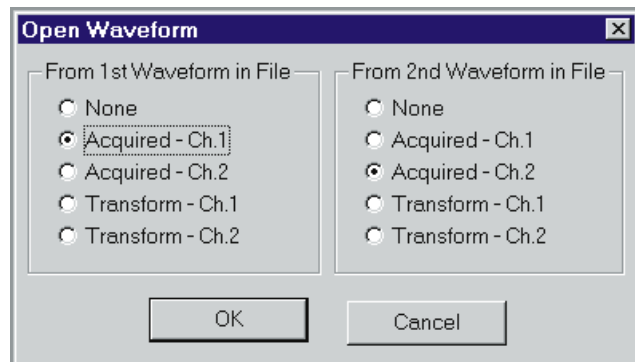 Open Waveform
From 1st Waveform in File
None
Acquired - Ch.1
Acquired - Ch.2
Transform - Ch.1
Transform - Ch.2
From 2nd Waveform in File
None
Acquired - Ch.1
Acquired - Ch.2
Transform - Ch.1
Transform - Ch.2
OK
Cancel